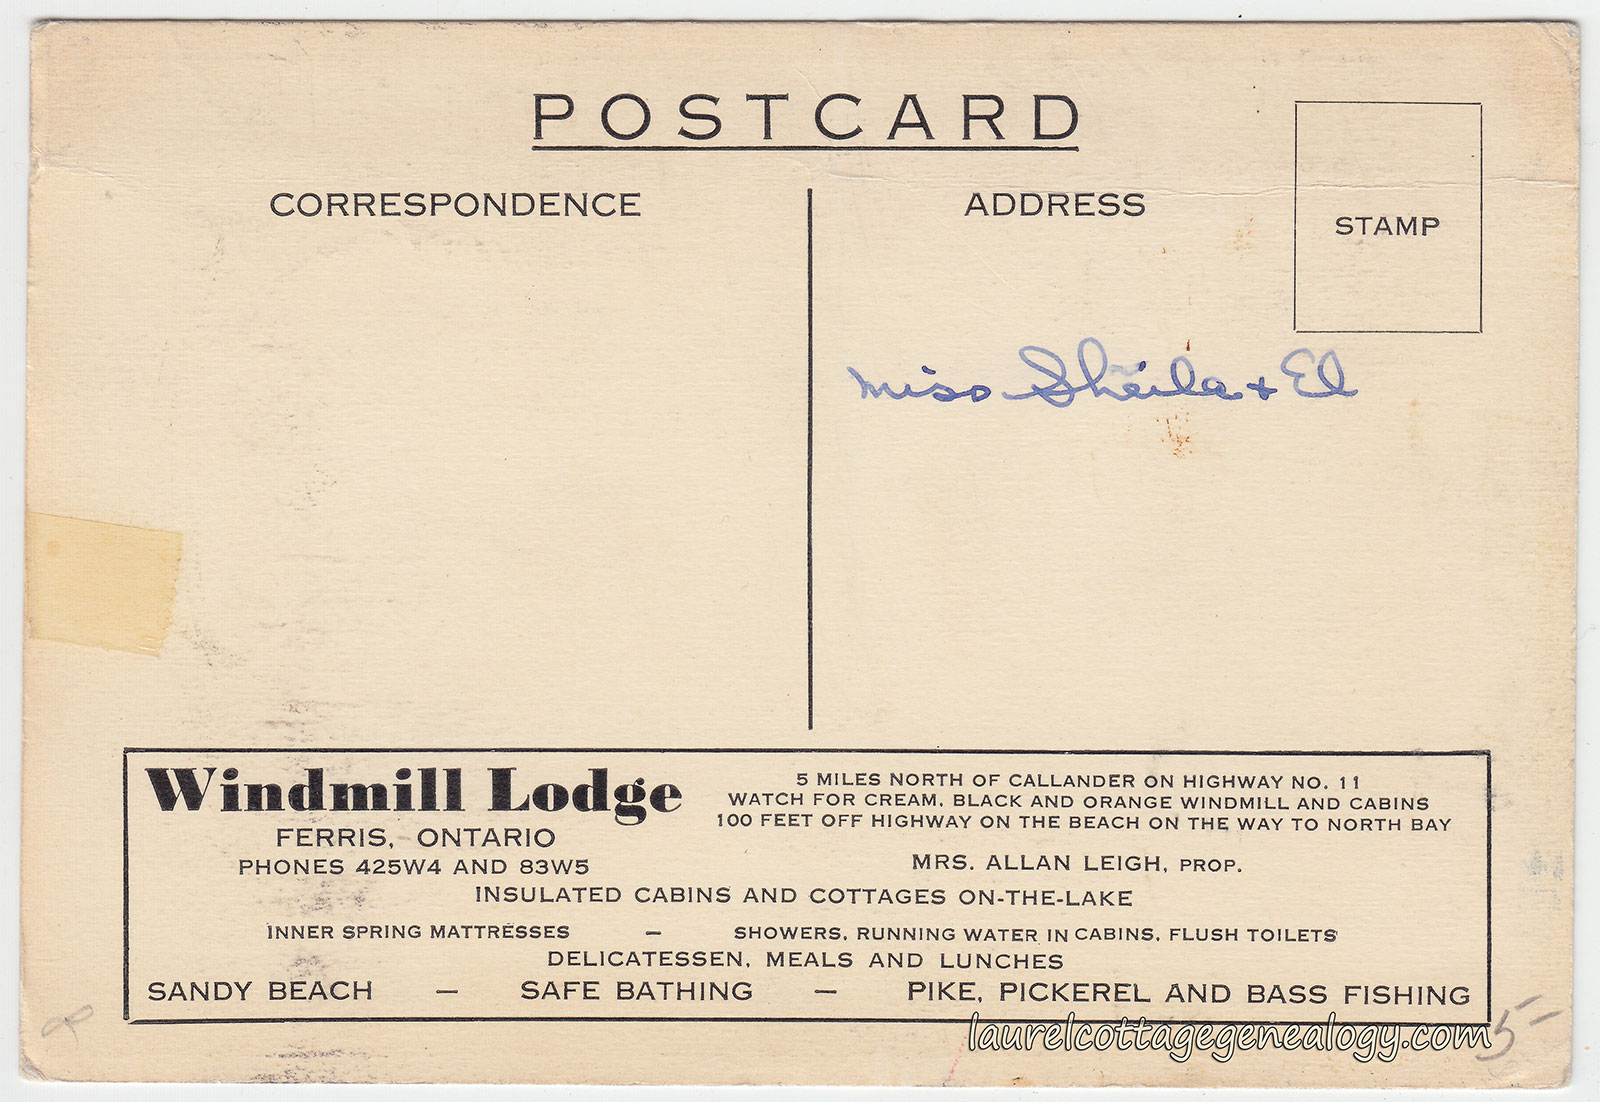 POSTCARD
CORRESPONDENCE
ADDRESS
STAMP
Miss Sheila + El
Windmill Lodge
FERRIS, ONTARIO
PHONES 425W4 AND 83W5
5 MILES NORTH OF CALLANDER ON HIGHWAY NO. 11
WATCH FOR CREAM, BLACK AND ORANGE WINDMILL AND CABINS
100 FEET OFF HIGHWAY ON THE BEACH ON THE WAY TO NORTH BAY
MRS. ALLAN LEIGH, PROP.
INSULATED CABINS AND COTTAGES ON-THE-LAKE
INNER SPRING MATTRESSES — SHOWERS, RUNNING WATER IN CABINS, FLUSH TOILETS
DELICATESSEN, MEALS AND LUNCHES
SANDY BEACH — SAFE BATHING — PIKE, PICKEREL AND BASS FISHING
laurelcottagegenealogy.com
5-